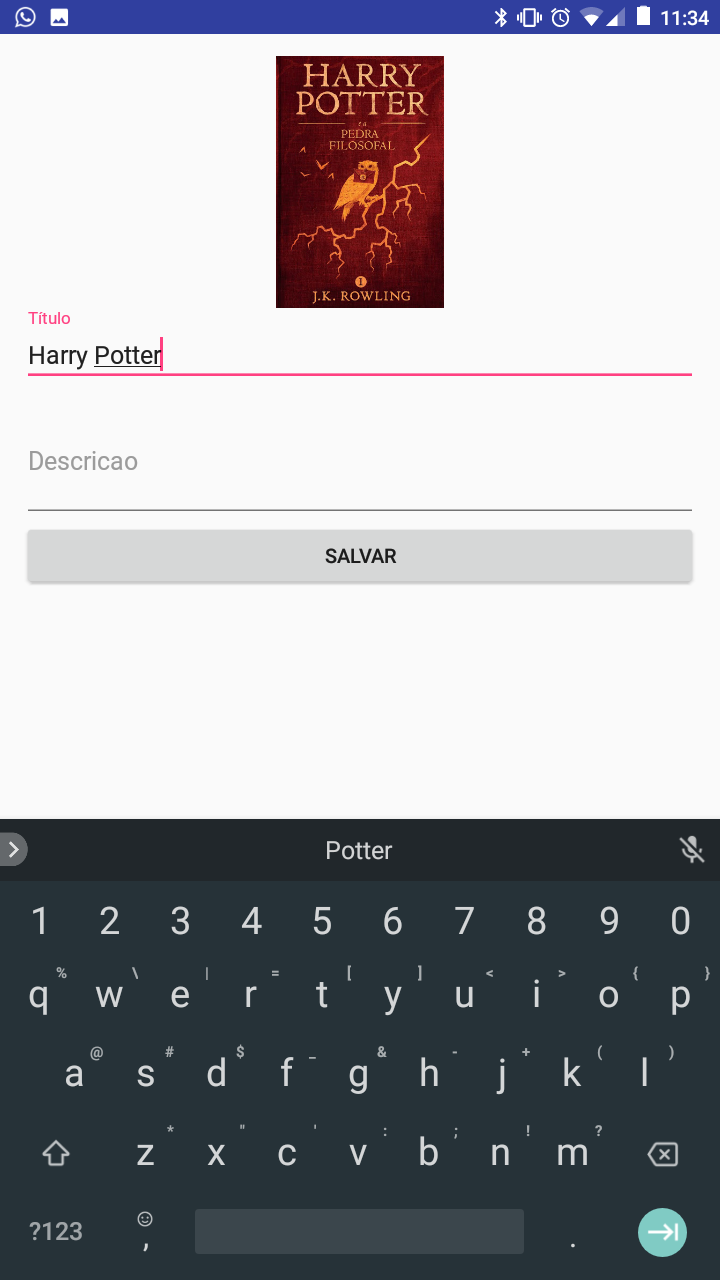 11:34
HARRY
POTTER
e a
PEDRA
FILOSOFAL
1
J.K. ROWLING
Título
Harry Potter
Descricao
SALVAR
Potter
1 2 3 4 5 6 7 8 9 0
% \ | = [ ] < > { }
q w e r t y u i o p
@ # $ _ & - + ( )
a s d f g h j k l
* " ' : ; ! ?
z x c v b n m
?123 , .